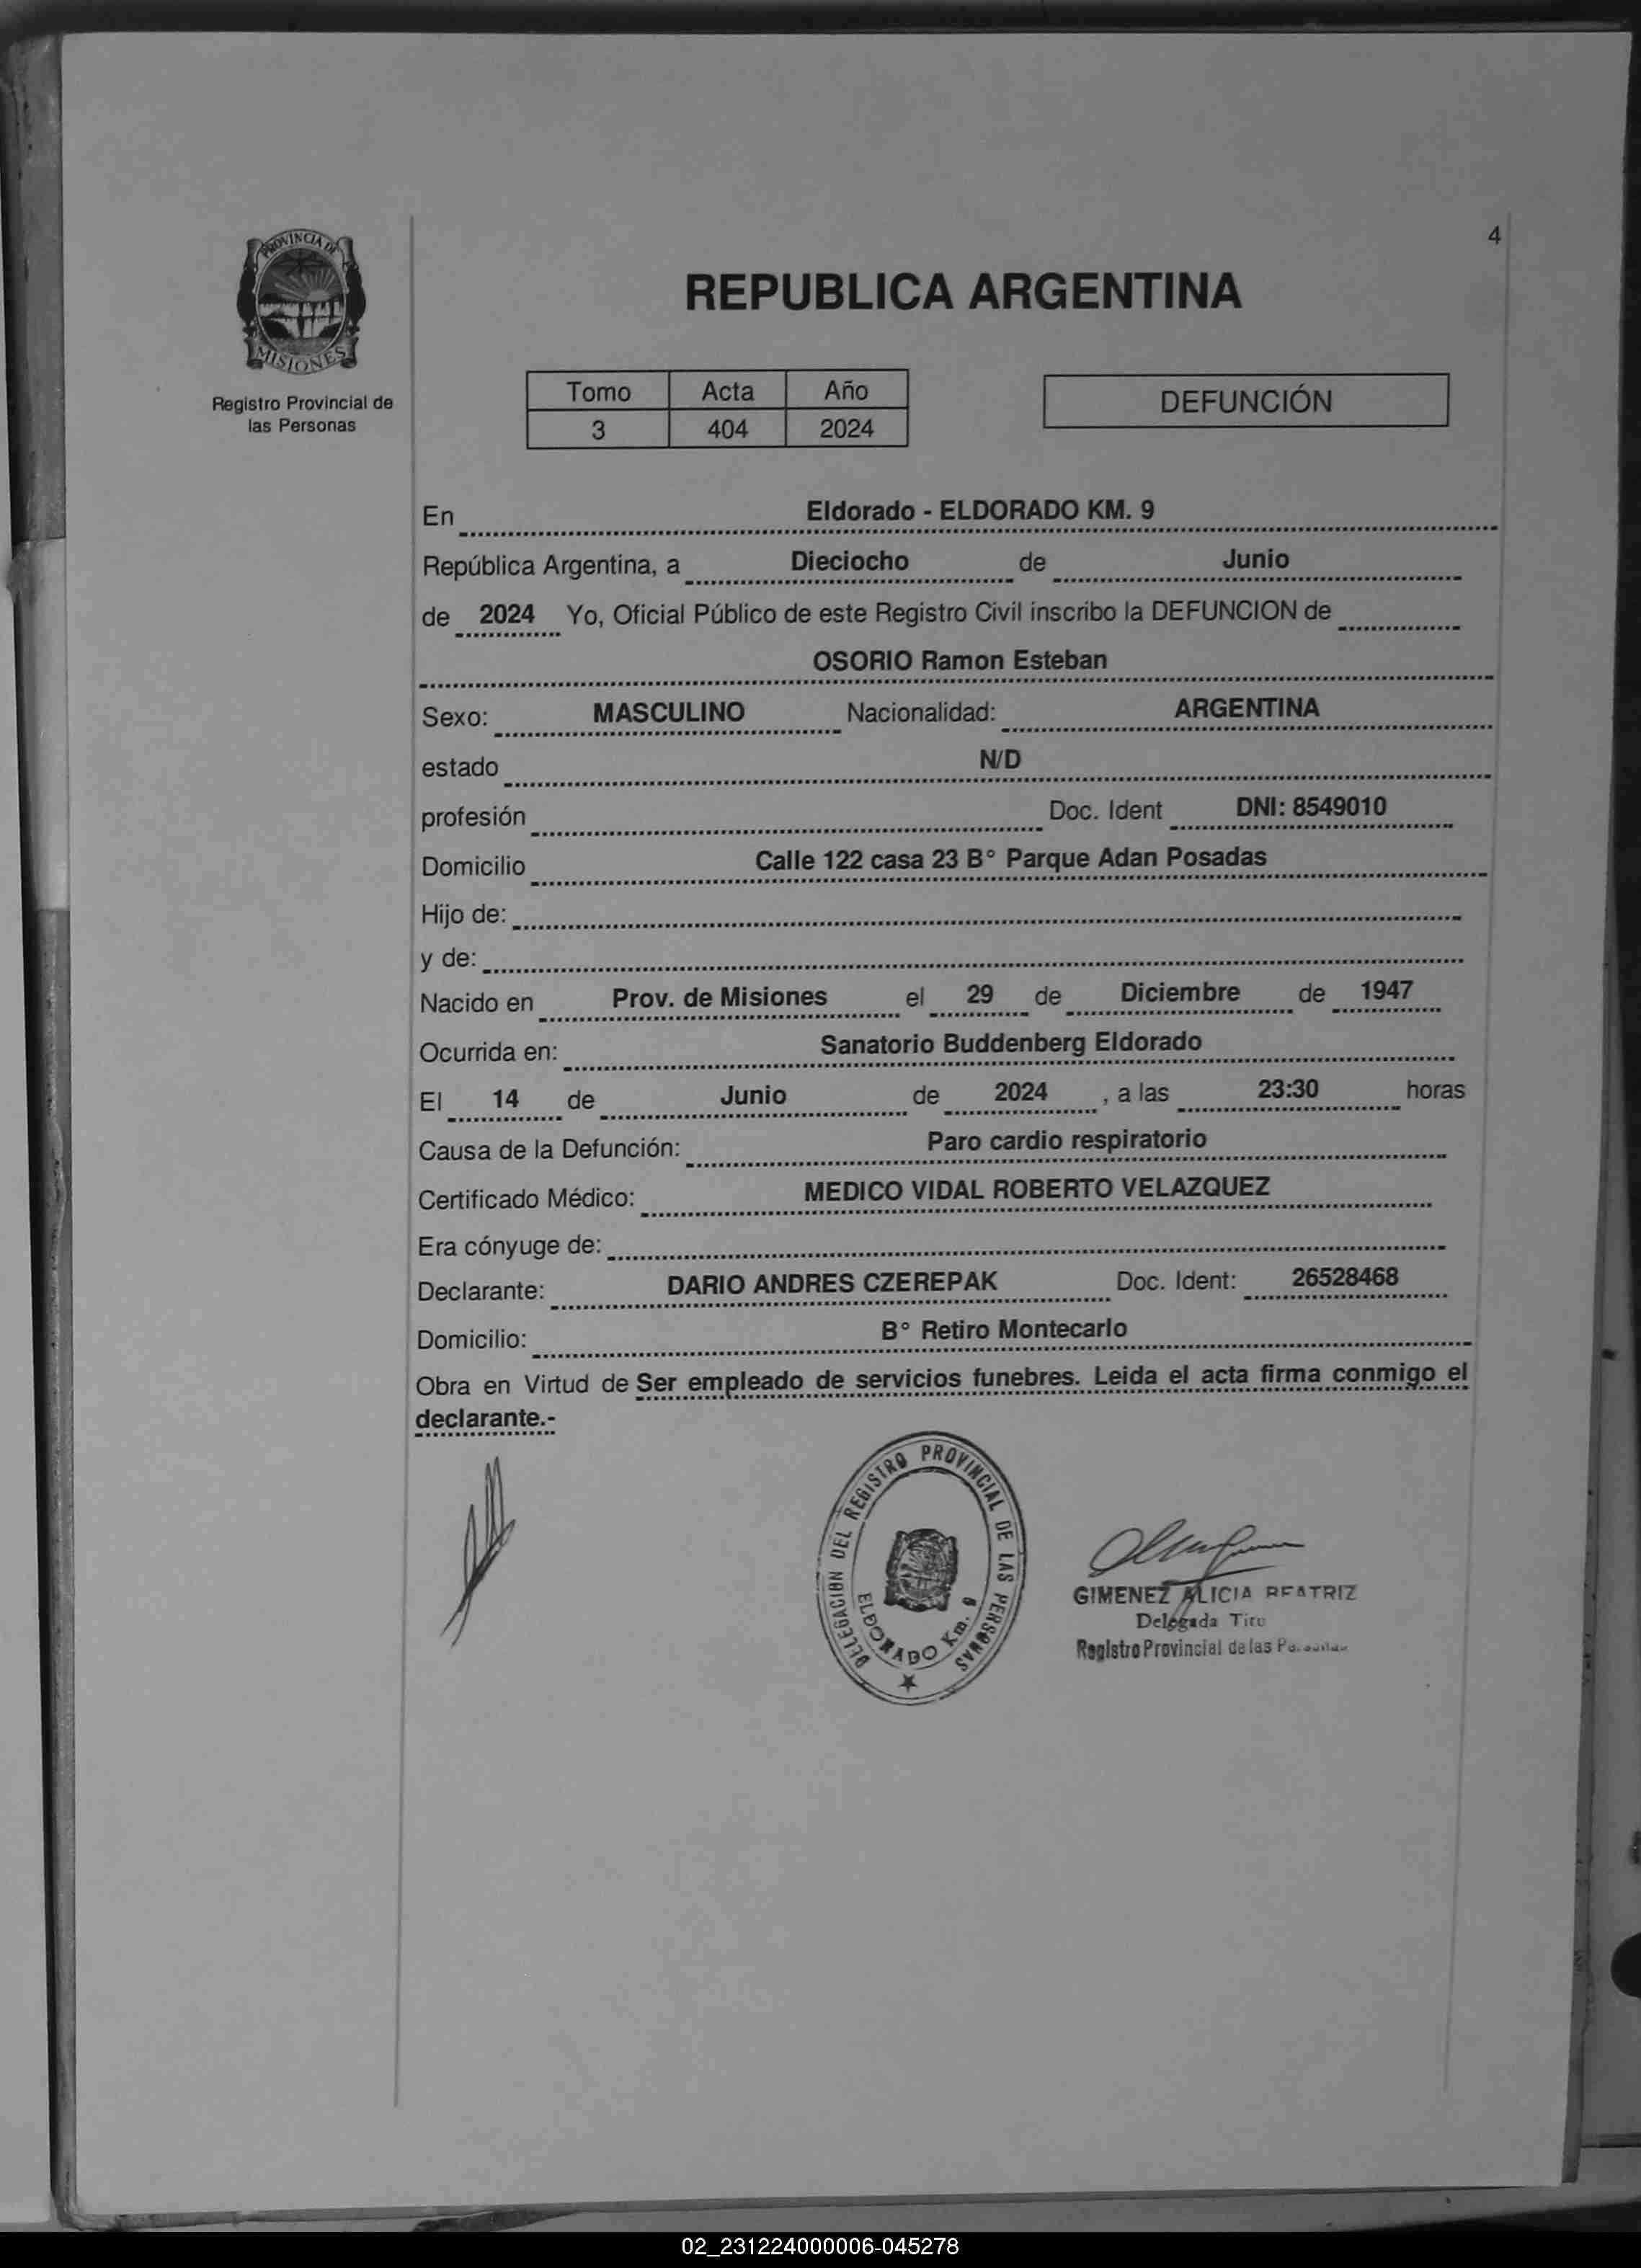 4
PROVINCIA DE
MISIONES
Registro Provincial de
las Personas
REPUBLICA ARGENTINA
Tomo Acta Año
3 404 2024
DEFUNCIÓN
En Eldorado - ELDORADO KM. 9
República Argentina, a Dieciocho de Junio
de 2024 Yo, Oficial Público de este Registro Civil inscribo la DEFUNCION de
OSORIO Ramon Esteban
Sexo: MASCULINO Nacionalidad: ARGENTINA
estado N/D
profesión Doc. Ident DNI: 8549010
Domicilio Calle 122 casa 23 B° Parque Adan Posadas
Hijo de:
y de:
Nacido en Prov. de Misiones el 29 de Diciembre de 1947
Ocurrida en: Sanatorio Buddenberg Eldorado
El 14 de Junio de 2024 , a las 23:30 horas
Causa de la Defunción: Paro cardio respiratorio
Certificado Médico: MEDICO VIDAL ROBERTO VELAZQUEZ
Era cónyuge de:
Declarante: DARIO ANDRES CZEREPAK Doc. Ident: 26528468
Domicilio: B° Retiro Montecarlo
Obra en Virtud de Ser empleado de servicios funebres. Leida el acta firma conmigo el
declarante.-
DELEGACION DEL REGISTRO PROVINCIAL DE LAS PERSONAS
ELDORADO Km. 9
GIMENEZ ALICIA BEATRIZ
Delegada
Registro Provincial de las
02_231224000006-045278